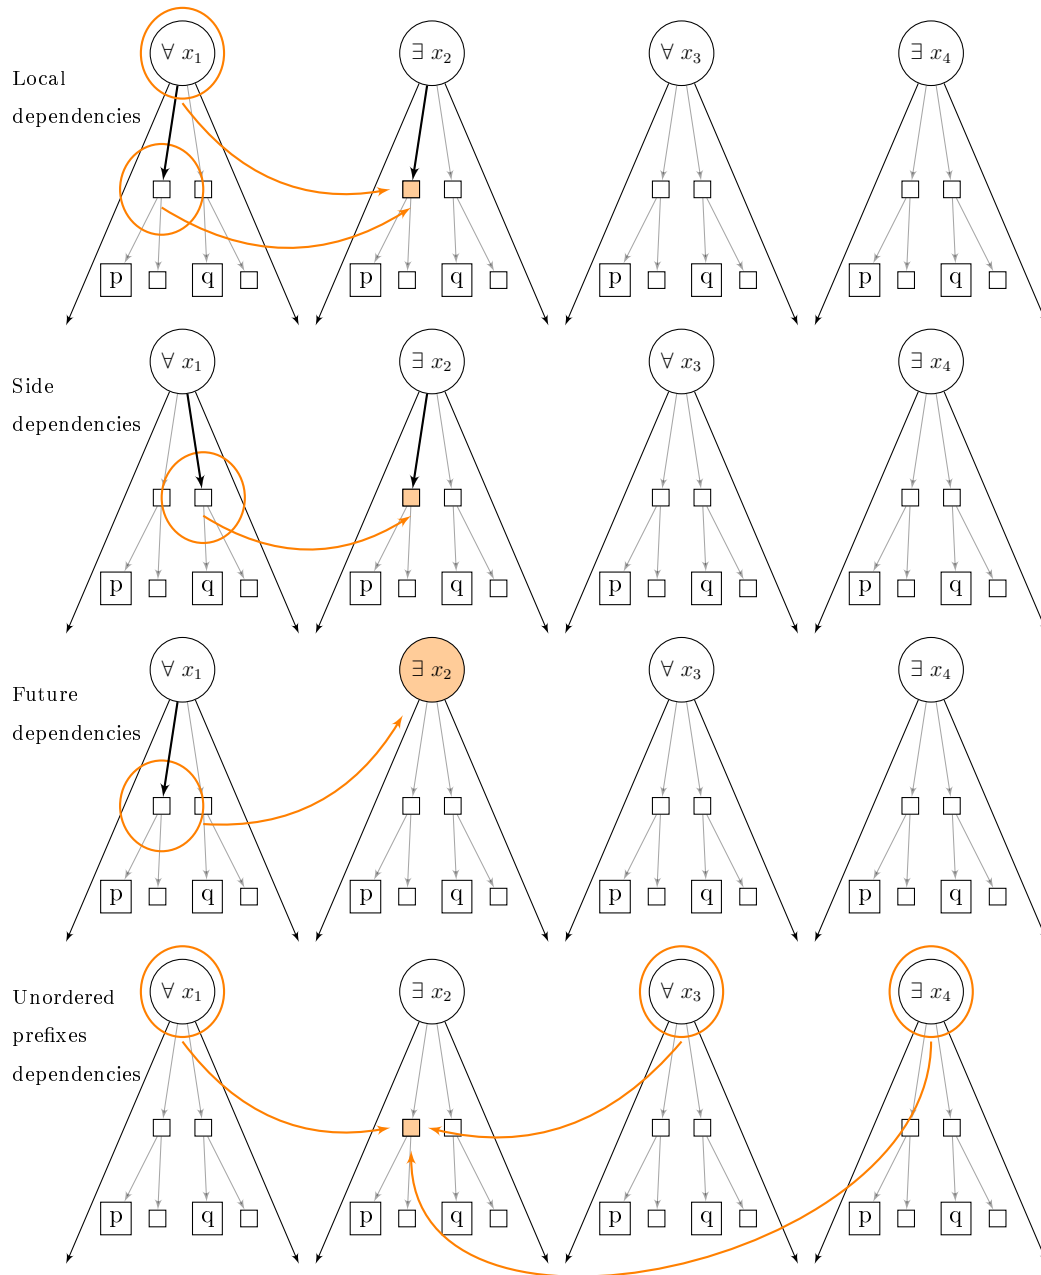 ∀ x₁ ∃ x₂ ∀ x₃ ∃ x₄
Local
dependencies
p q p q p q p q
∀ x₁ ∃ x₂ ∀ x₃ ∃ x₄
Side
dependencies
p q p q p q p q
∀ x₁ ∃ x₂ ∀ x₃ ∃ x₄
Future
dependencies
p q p q p q p q
∀ x₁ ∃ x₂ ∀ x₃ ∃ x₄
Unordered
prefixes
dependencies
p q p q p q p q